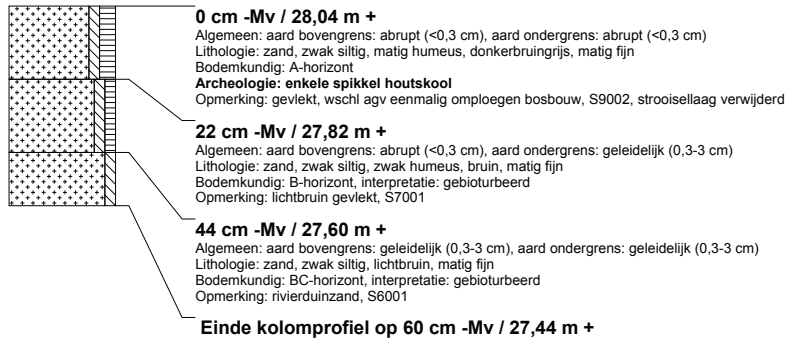 0 cm -Mv / 28,04 m +
Algemeen: aard bovengrens: abrupt (<0,3 cm), aard ondergrens: abrupt (<0,3 cm)
Lithologie: zand, zwak siltig, matig humeus, donkerbruingrijs, matig fijn
Bodemkundig: A-horizont
Archeologie: enkele spikkel houtskool
Opmerking: gevlekt, wschl agv eenmalig omploegen bosbouw, S9002, strooisellaag verwijderd
22 cm -Mv / 27,82 m +
Algemeen: aard bovengrens: abrupt (<0,3 cm), aard ondergrens: geleidelijk (0,3-3 cm)
Lithologie: zand, zwak siltig, zwak humeus, bruin, matig fijn
Bodemkundig: B-horizont, interpretatie: gebioturbeerd
Opmerking: lichtbruin gevlekt, S7001
44 cm -Mv / 27,60 m +
Algemeen: aard bovengrens: geleidelijk (0,3-3 cm), aard ondergrens: geleidelijk (0,3-3 cm)
Lithologie: zand, zwak siltig, lichtbruin, matig fijn
Bodemkundig: BC-horizont, interpretatie: gebioturbeerd
Opmerking: rivierduinzand, S6001
Einde kolomprofiel op 60 cm -Mv / 27,44 m +